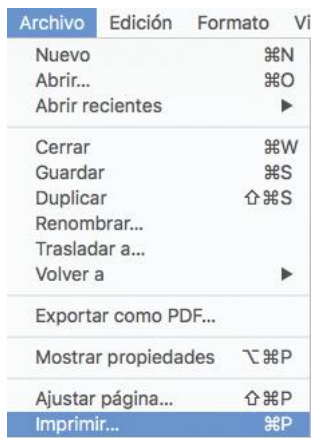 Archivo Edición Formato Vi
Nuevo ⌘N
Abrir... ⌘O
Abrir recientes ▶
Cerrar ⌘W
Guardar ⌘S
Duplicar ⇧⌘S
Renombrar...
Trasladar a...
Volver a ▶
Exportar como PDF...
Mostrar propiedades ⌥⌘P
Ajustar página... ⇧⌘P
Imprimir... ⌘P